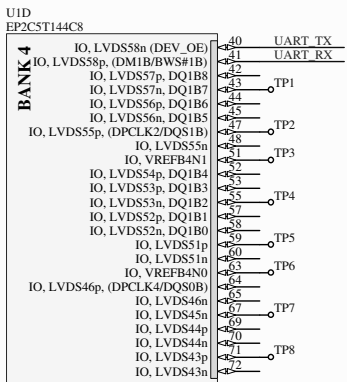 U1D
EP2C5T144C8
BANK 4
IO, LVDS58n (DEV_OE) 40 UART_TX
IO, LVDS58p (DM1B/BWS#1B) 41 UART_RX
IO, LVDS57p, DQ1B8 42
IO, LVDS57n, DQ1B7 43 TP1
IO, LVDS56p, DQ1B6 44
IO, LVDS56n, DQ1B5 45
IO, LVDS55p, (DPCLK2/DQS1B) 47 TP2
IO, LVDS55n 48
IO, VREFB4N1 51 TP3
IO, LVDS54p, DQ1B4 52
IO, LVDS53p, DQ1B3 53
IO, LVDS53n, DQ1B2 55 TP4
IO, LVDS52p, DQ1B1 57
IO, LVDS52n, DQ1B0 58
IO, LVDS51p 59 TP5
IO, LVDS51n 60
IO, VREFB4N0 63 TP6
IO, LVDS46p, (DPCLK4/DQS0B) 64
IO, LVDS46n 65
IO, LVDS45n 67 TP7
IO, LVDS44p 69
IO, LVDS44n 70
IO, LVDS43p 71 TP8
IO, LVDS43n 72